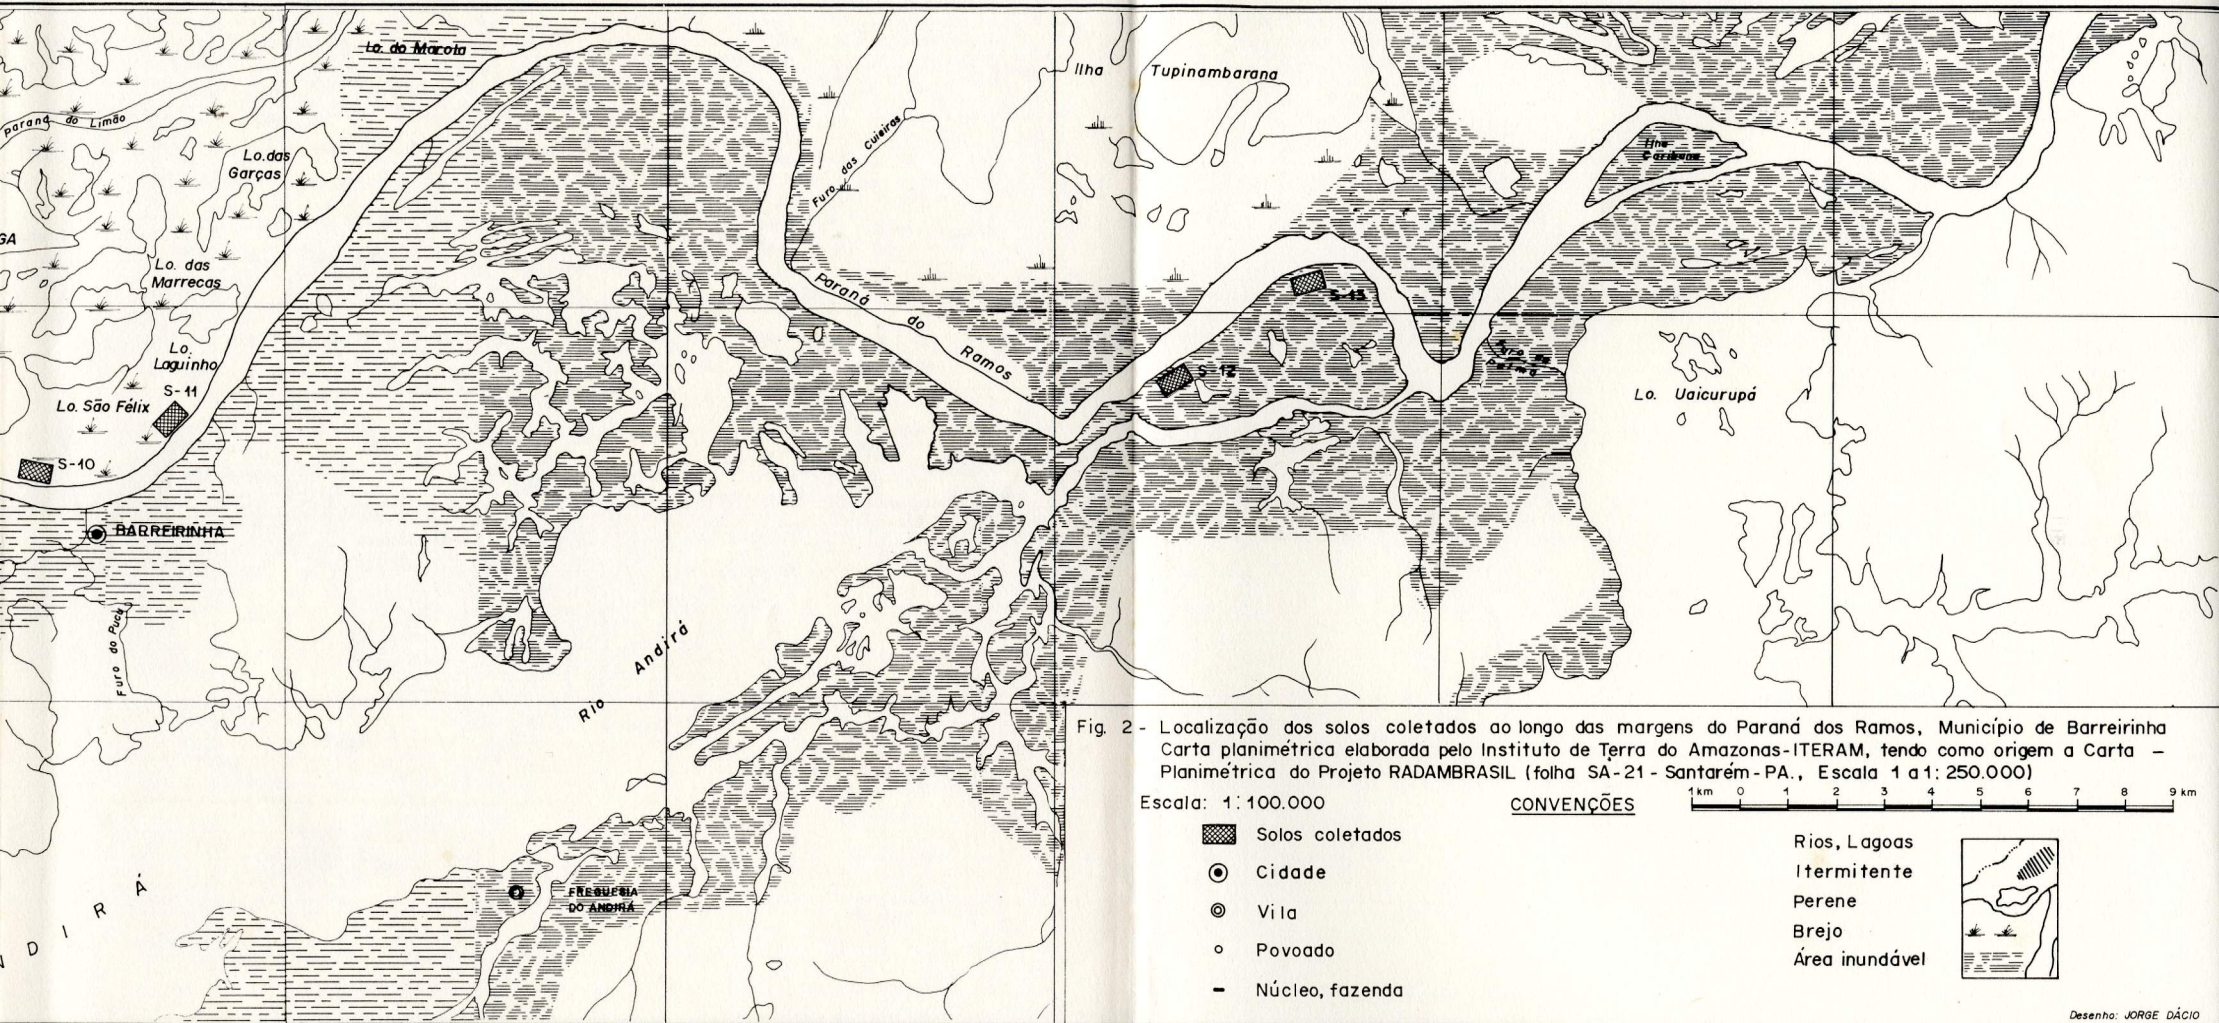 Lo. do Marola
Ilha Tupinambarana
Paraná do Limão
Lo. das
Garças
Furo das Cuieiras
Ilha
GA
Lo. das
Marrecas
Paraná do Ramos
S-13
Lo.
Laguinho
S-11
S-12
Lo. São Félix
Lo. Uaicurupá
S-10
BARREIRINHA
Furo do Pucu
Rio Andirá
Fig. 2 - Localização dos solos coletados ao longo das margens do Paraná dos Ramos, Município de Barreirinha
Carta planimétrica elaborada pelo Instituto de Terra do Amazonas-ITERAM, tendo como origem a Carta –
Planimétrica do Projeto RADAMBRASIL (folha SA-21 - Santarém-PA., Escala 1 a 1: 250.000)
Escala: 1:100.000
CONVENÇÕES
1 km 0 1 2 3 4 5 6 7 8 9 km
Solos coletados
Cidade
Vila
Povoado
Núcleo, fazenda
Rios, Lagoas
Itermitente
Perene
Brejo
Área inundável
FREGUESIA
DO ANDIRÁ
NDIRÁ
Desenho: JORGE DÁCIO